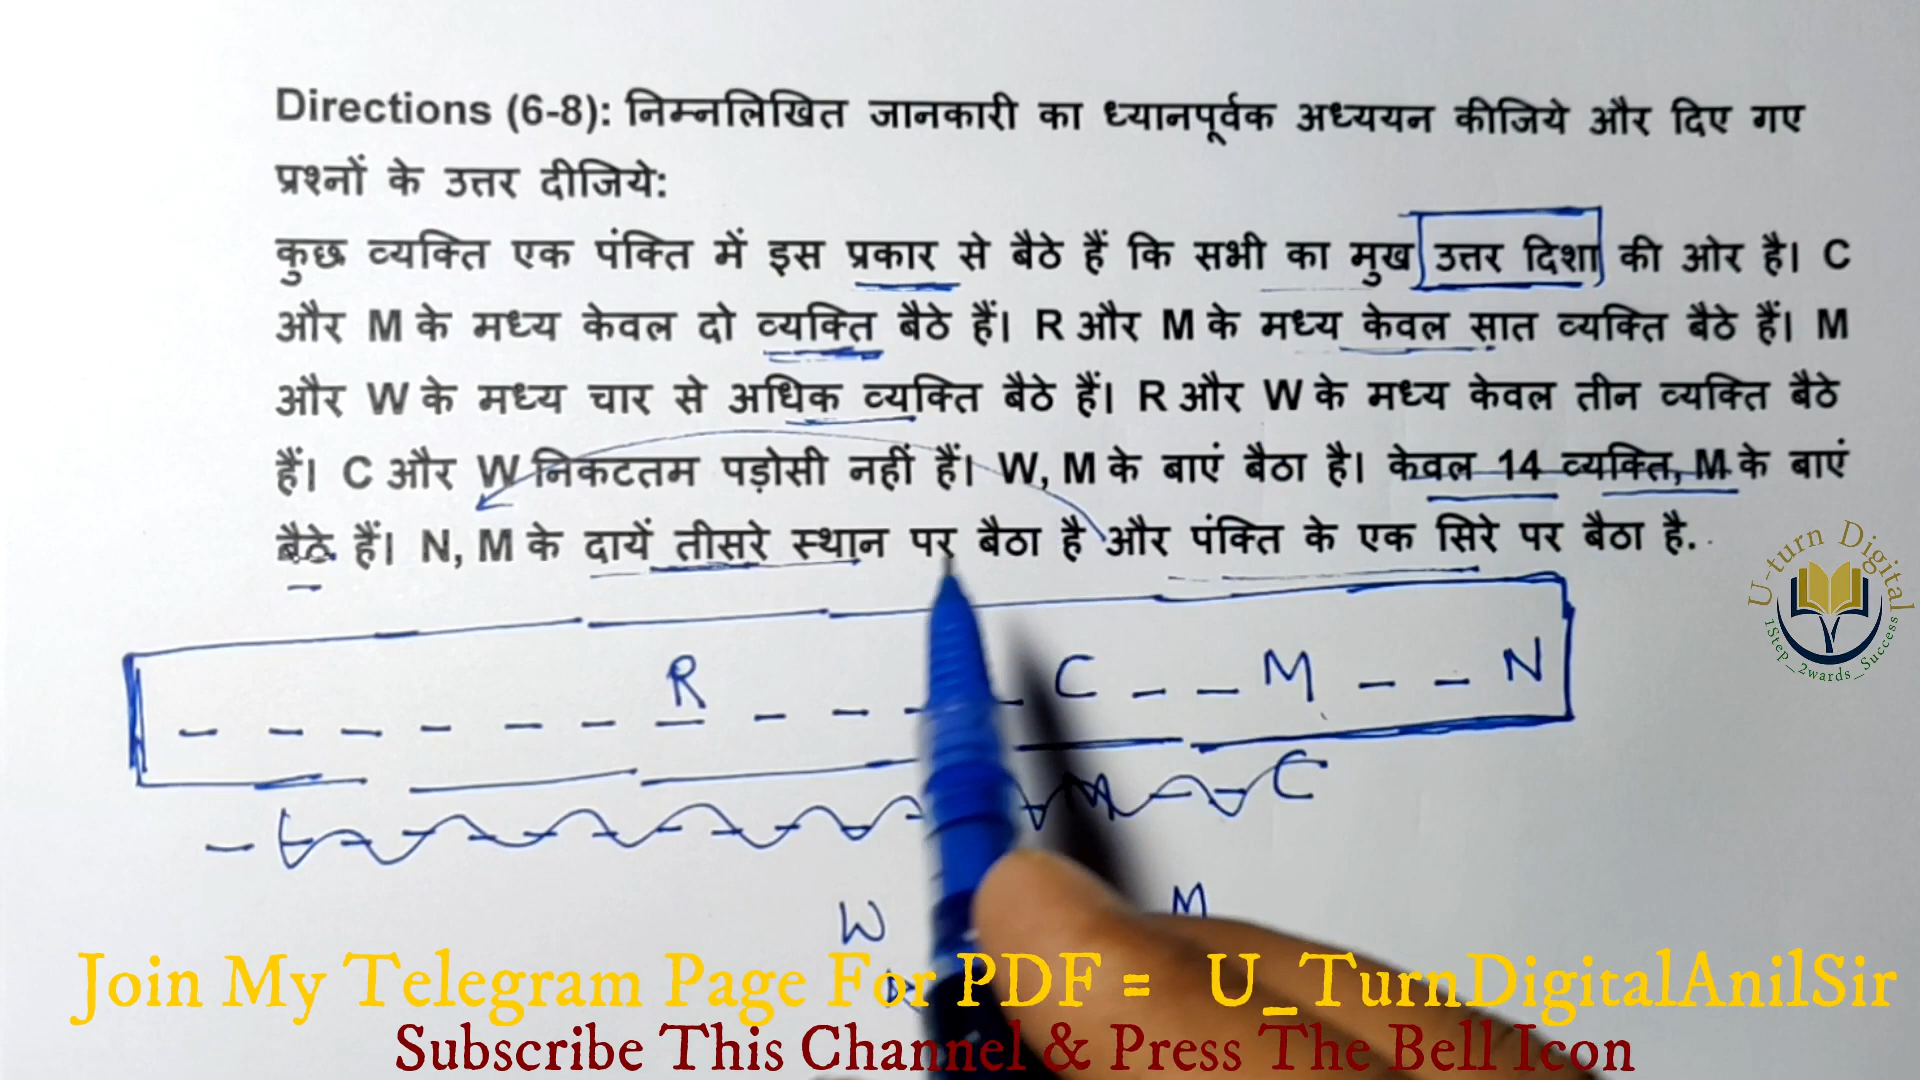 Directions (6-8): निम्नलिखित जानकारी का ध्यानपूर्वक अध्ययन कीजिये और दिए गए
प्रश्नों के उत्तर दीजिये:
कुछ व्यक्ति एक पंक्ति में इस प्रकार से बैठे हैं कि सभी का मुख उत्तर दिशा की ओर है। C
और M के मध्य केवल दो व्यक्ति बैठे हैं। R और M के मध्य केवल सात व्यक्ति बैठे हैं। M
और W के मध्य चार से अधिक व्यक्ति बैठे हैं। R और W के मध्य केवल तीन व्यक्ति बैठे
हैं। C और W निकटतम पड़ोसी नहीं हैं। W, M के बाएं बैठा है। केवल 14 व्यक्ति, M के बाएं
बैठे हैं। N, M के दायें तीसरे स्थान पर बैठा है और पंक्ति के एक सिरे पर बैठा है.
U-turn Digital
1Step_2wards_Success
R C M N
C
W M
Join My Telegram Page For PDF = U_TurnDigitalAnilSir
Subscribe This Channel & Press The Bell Icon